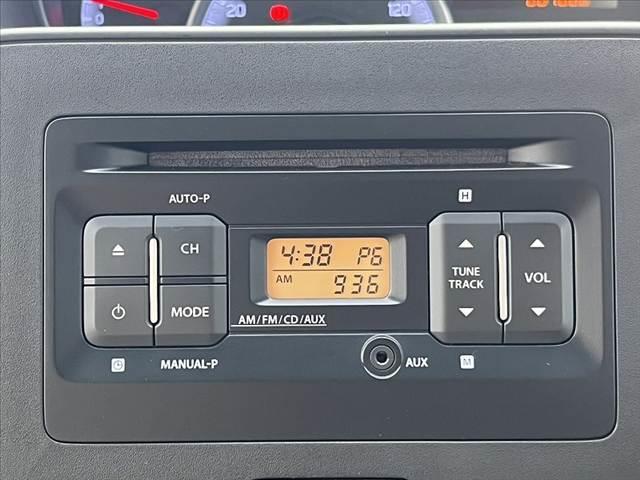 0 20 120
AUTO-P H
CH
4:38 P6
AM 936
TUNE
TRACK
VOL
MODE
AM/FM/CD/AUX
MANUAL-P AUX M